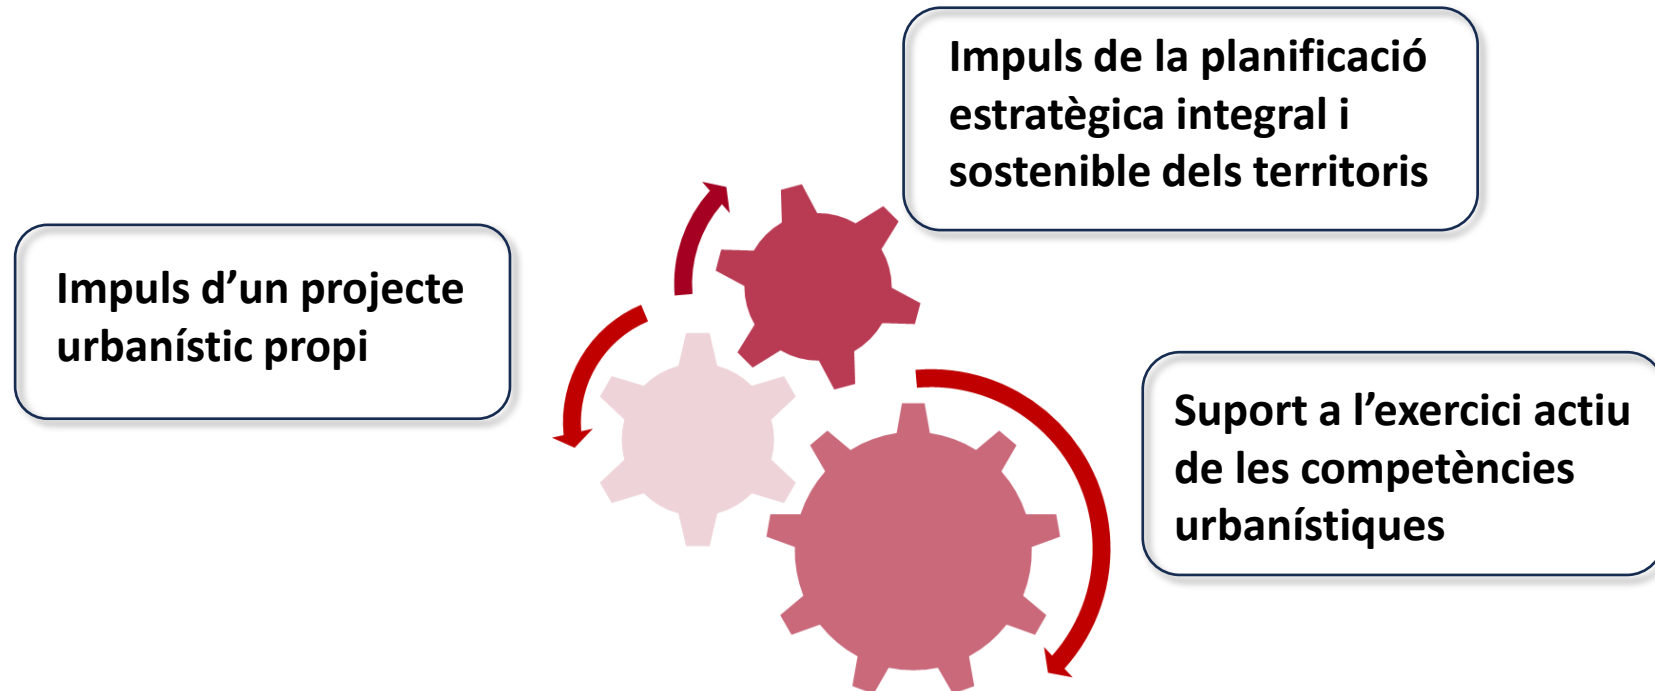 Impuls de la planificació
estratègica integral i
sostenible dels territoris
Impuls d’un projecte
urbanístic propi
Suport a l’exercici actiu
de les competències
urbanístiques